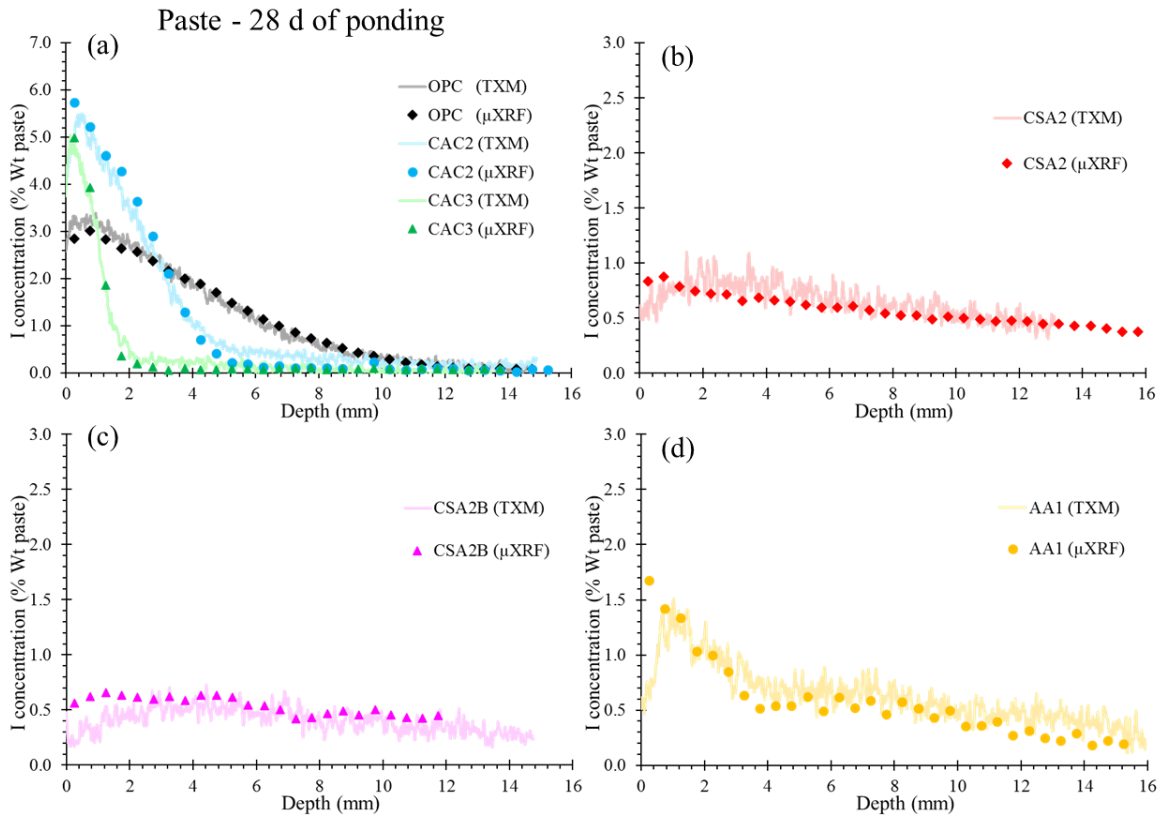 Paste - 28 d of ponding
(a)
I concentration (% Wt paste)
7.0
6.0
5.0
4.0
3.0
2.0
1.0
0.0
OPC (TXM)
OPC (µXRF)
CAC2 (TXM)
CAC2 (µXRF)
CAC3 (TXM)
CAC3 (µXRF)
0 2 4 6 8 10 12 14 16
Depth (mm)
(b)
I concentration (% Wt paste)
3.0
2.5
2.0
1.5
1.0
0.5
0.0
CSA2 (TXM)
CSA2 (µXRF)
0 2 4 6 8 10 12 14 16
Depth (mm)
(c)
I concentration (% Wt paste)
3.0
2.5
2.0
1.5
1.0
0.5
0.0
CSA2B (TXM)
CSA2B (µXRF)
0 2 4 6 8 10 12 14 16
Depth (mm)
(d)
I concentration (% Wt paste)
3.0
2.5
2.0
1.5
1.0
0.5
0.0
AA1 (TXM)
AA1 (µXRF)
0 2 4 6 8 10 12 14 16
Depth (mm)